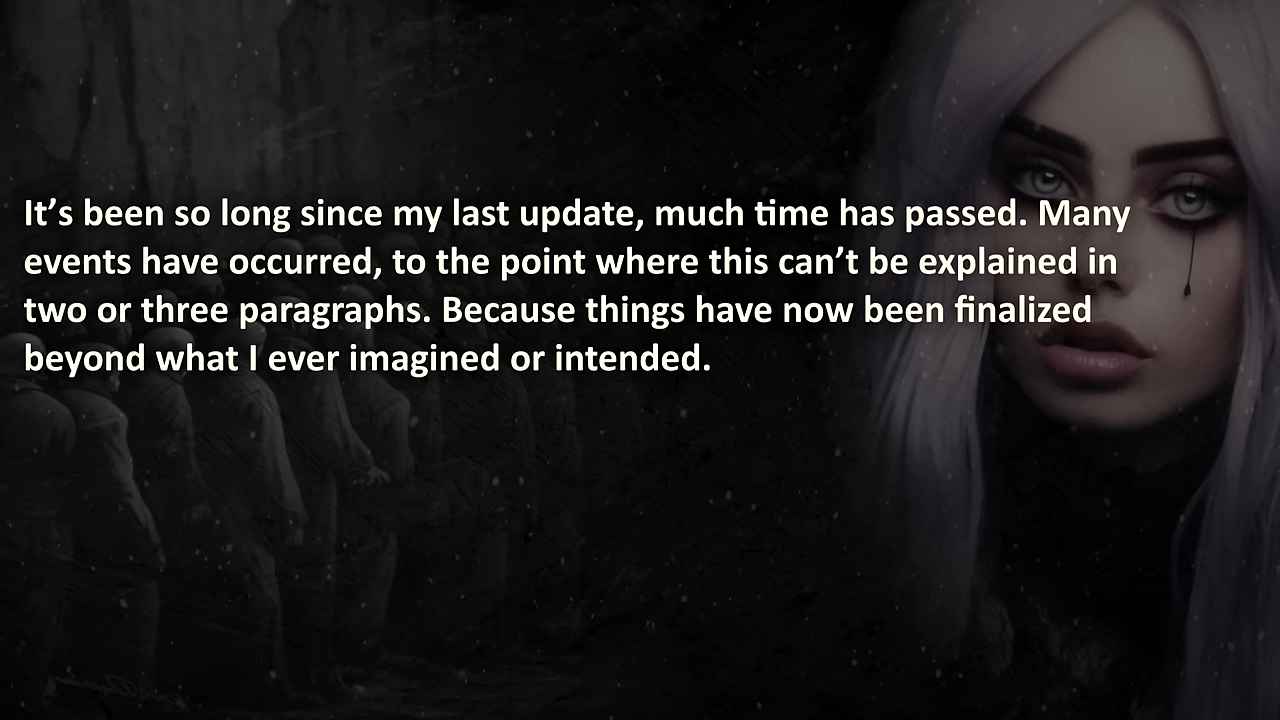 It’s been so long since my last update, much time has passed. Many
events have occurred, to the point where this can’t be explained in
two or three paragraphs. Because things have now been finalized
beyond what I ever imagined or intended.